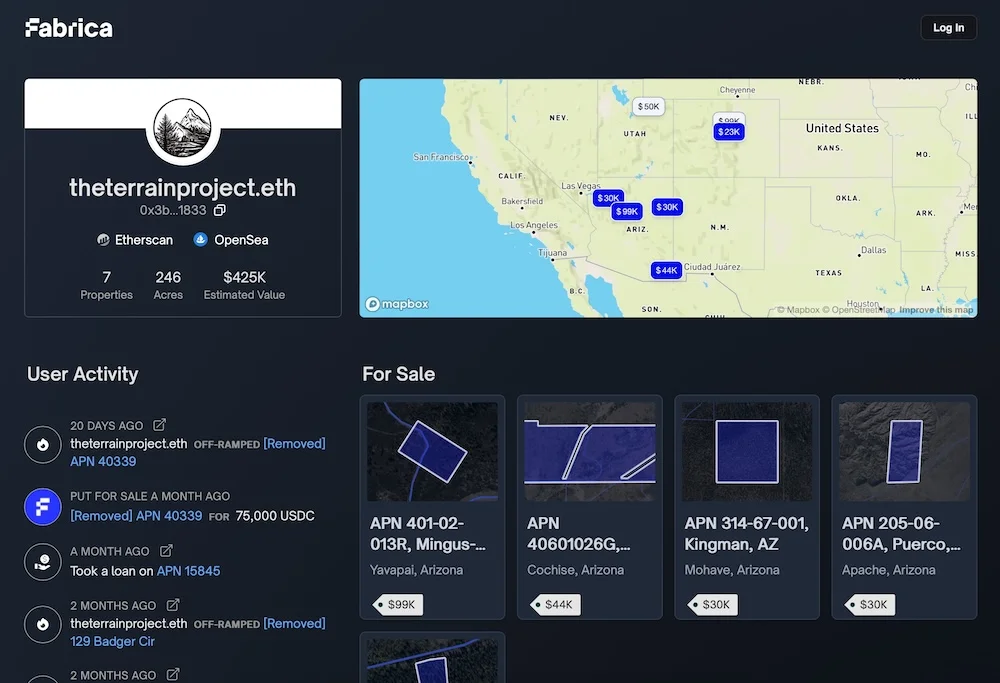 Fabrica
Log In
theterrainproject.eth
0x3b...1833
Etherscan
OpenSea
7
246
$425K
Properties
Acres
Estimated Value
NEBR.
Cheyenne
$50K
$99K
$23K
NEV.
UTAH
United States
KANS.
MO.
San Francisco
CALIF.
Las Vegas
Bakersfield
$30K
$99K
$30K
OKLA.
ARK.
Los Angeles
ARIZ.
N.M.
Tijuana
Dallas
MISS.
$44K
Ciudad Juárez
TEXAS
LA.
B.C.
SON.
Houston
mapbox
© Mapbox © OpenStreetMap Improve this map
User Activity
20 DAYS AGO
theterrainproject.eth OFF-RAMPED [Removed]
APN 40339
PUT FOR SALE A MONTH AGO
[Removed] APN 40339 FOR 75,000 USDC
A MONTH AGO
Took a loan on APN 15845
2 MONTHS AGO
theterrainproject.eth OFF-RAMPED [Removed]
129 Badger Cir
2 MONTHS AGO
For Sale
APN 401-02-
013R, Mingus-...
Yavapai, Arizona
$99K
APN
40601026G,...
Cochise, Arizona
$44K
APN 314-67-001,
Kingman, AZ
Mohave, Arizona
$30K
APN 205-06-
006A, Puerco,...
Apache, Arizona
$30K